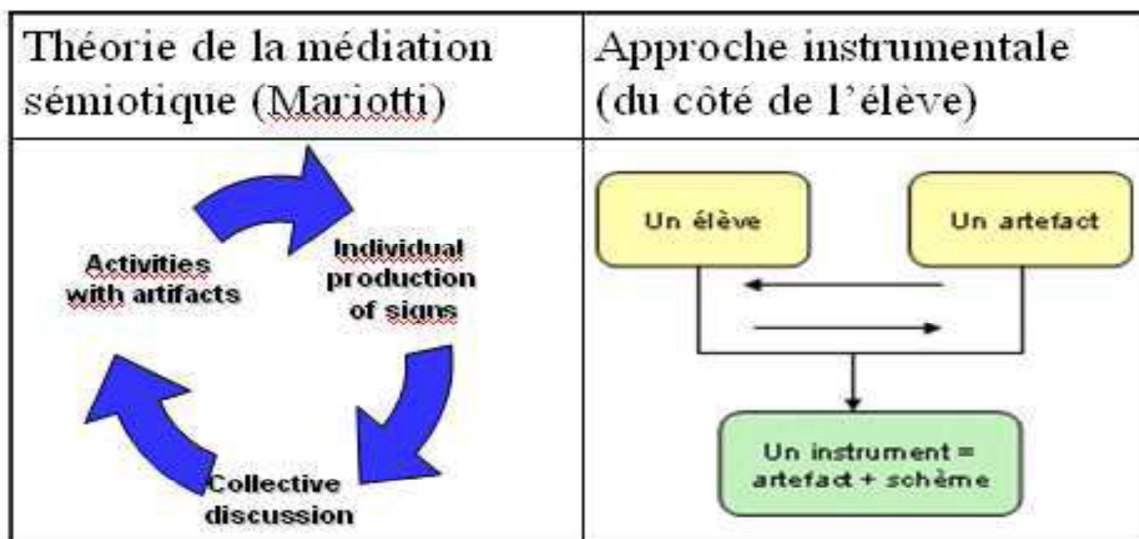 Théorie de la médiation
sémiotique (Mariotti)
Approche instrumentale
(du côté de l'élève)
Activities
with artifacts
Individual
production
of signs
Collective
discussion
Un élève
Un artefact
Un instrument =
artefact + schème